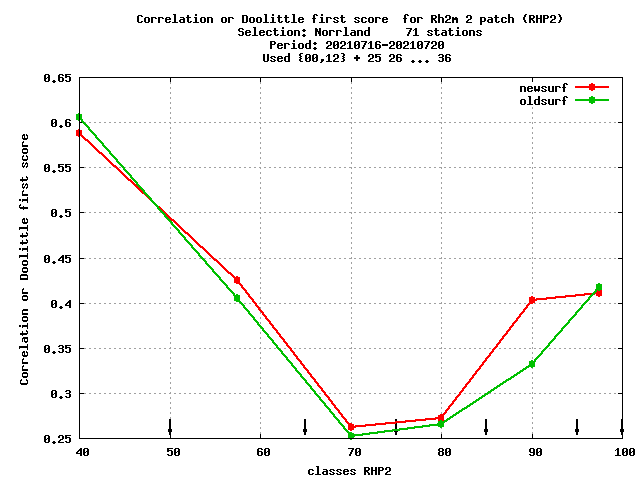 Correlation or Doolittle first score  for Rh2m 2 patch (RHP2)
Selection: Norrland     71 stations
Period: 20210716-20210720
Used {00,12} + 25 26 ... 36
newsurf
oldsurf
0.65
0.6
0.55
0.5
0.45
0.4
0.35
0.3
0.25
Correlation or Doolittle first score
40 50 60 70 80 90 100
classes RHP2